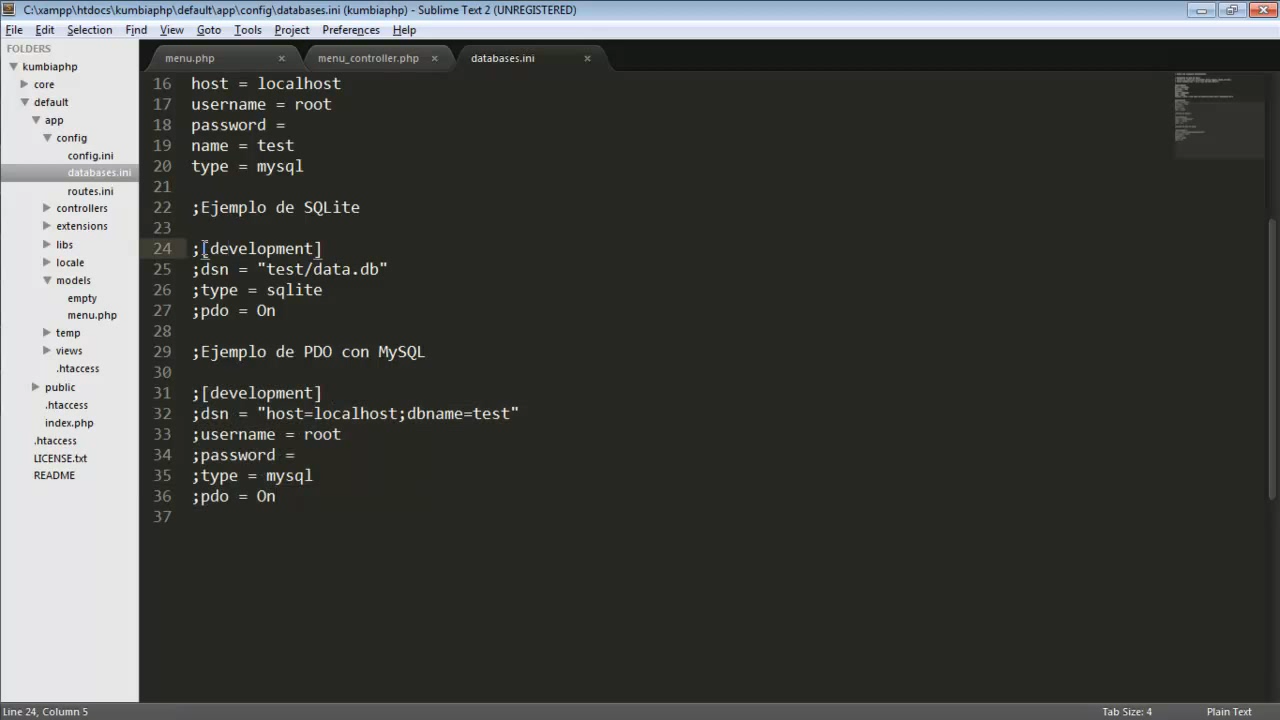 C:\xampp\htdocs\kumbiaphp\default\app\config\databases.ini (kumbiaphp) - Sublime Text 2 (UNREGISTERED)
File Edit Selection Find View Goto Tools Project Preferences Help
FOLDERS
kumbiaphp
core
default
app
config
config.ini
databases.ini
routes.ini
controllers
extensions
libs
locale
models
empty
menu.php
temp
views
.htaccess
public
.htaccess
index.php
.htaccess
LICENSE.txt
README
menu.php menu_controller.php databases.ini
16 host = localhost
17 username = root
18 password =
19 name = test
20 type = mysql
21
22 ;Ejemplo de SQLite
23
24 ;[development]
25 ;dsn = "test/data.db"
26 ;type = sqlite
27 ;pdo = On
28
29 ;Ejemplo de PDO con MySQL
30
31 ;[development]
32 ;dsn = "host=localhost;dbname=test"
33 ;username = root
34 ;password =
35 ;type = mysql
36 ;pdo = On
37
Line 24, Column 5 Tab Size: 4 Plain Text